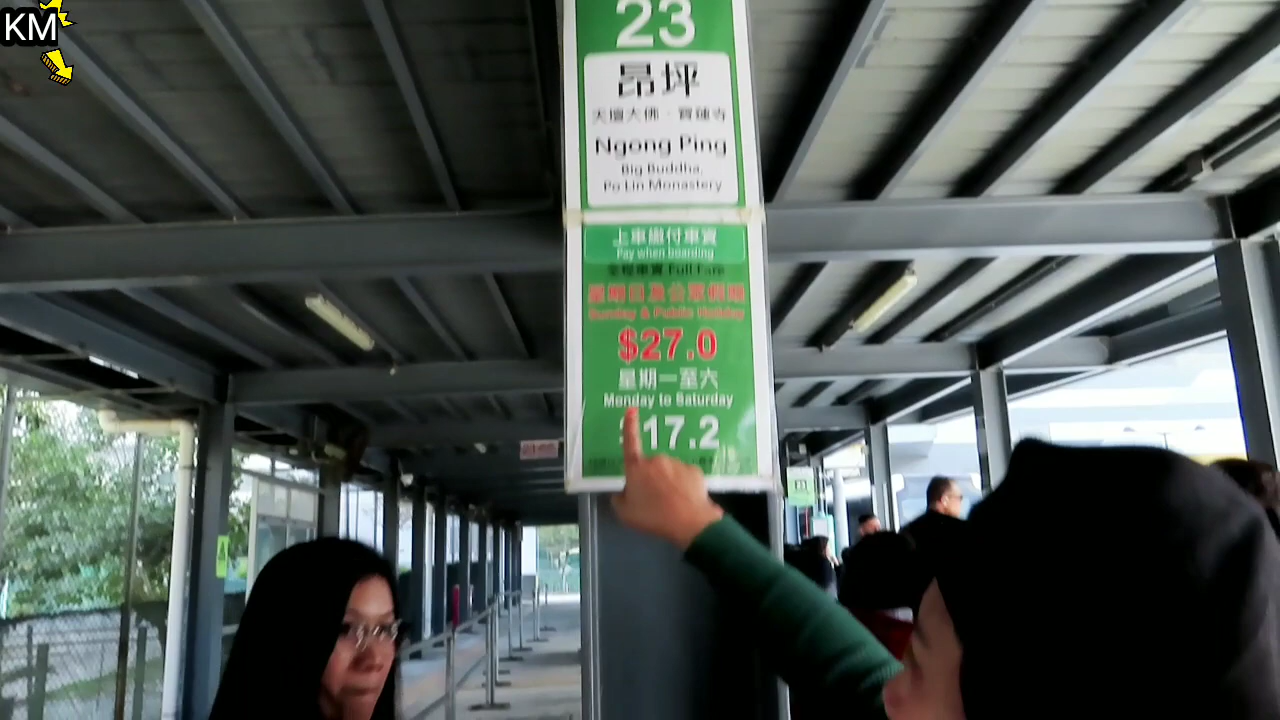 KM
23
昂坪
天壇大佛·寶蓮寺
Ngong Ping
Big Buddha,
Po Lin Monastery
上車繳付車資
Pay when boarding
全程車資 Full Fare
星期日及公眾假期
Sunday & Public Holiday
$27.0
星期一至六
Monday to Saturday
17.2